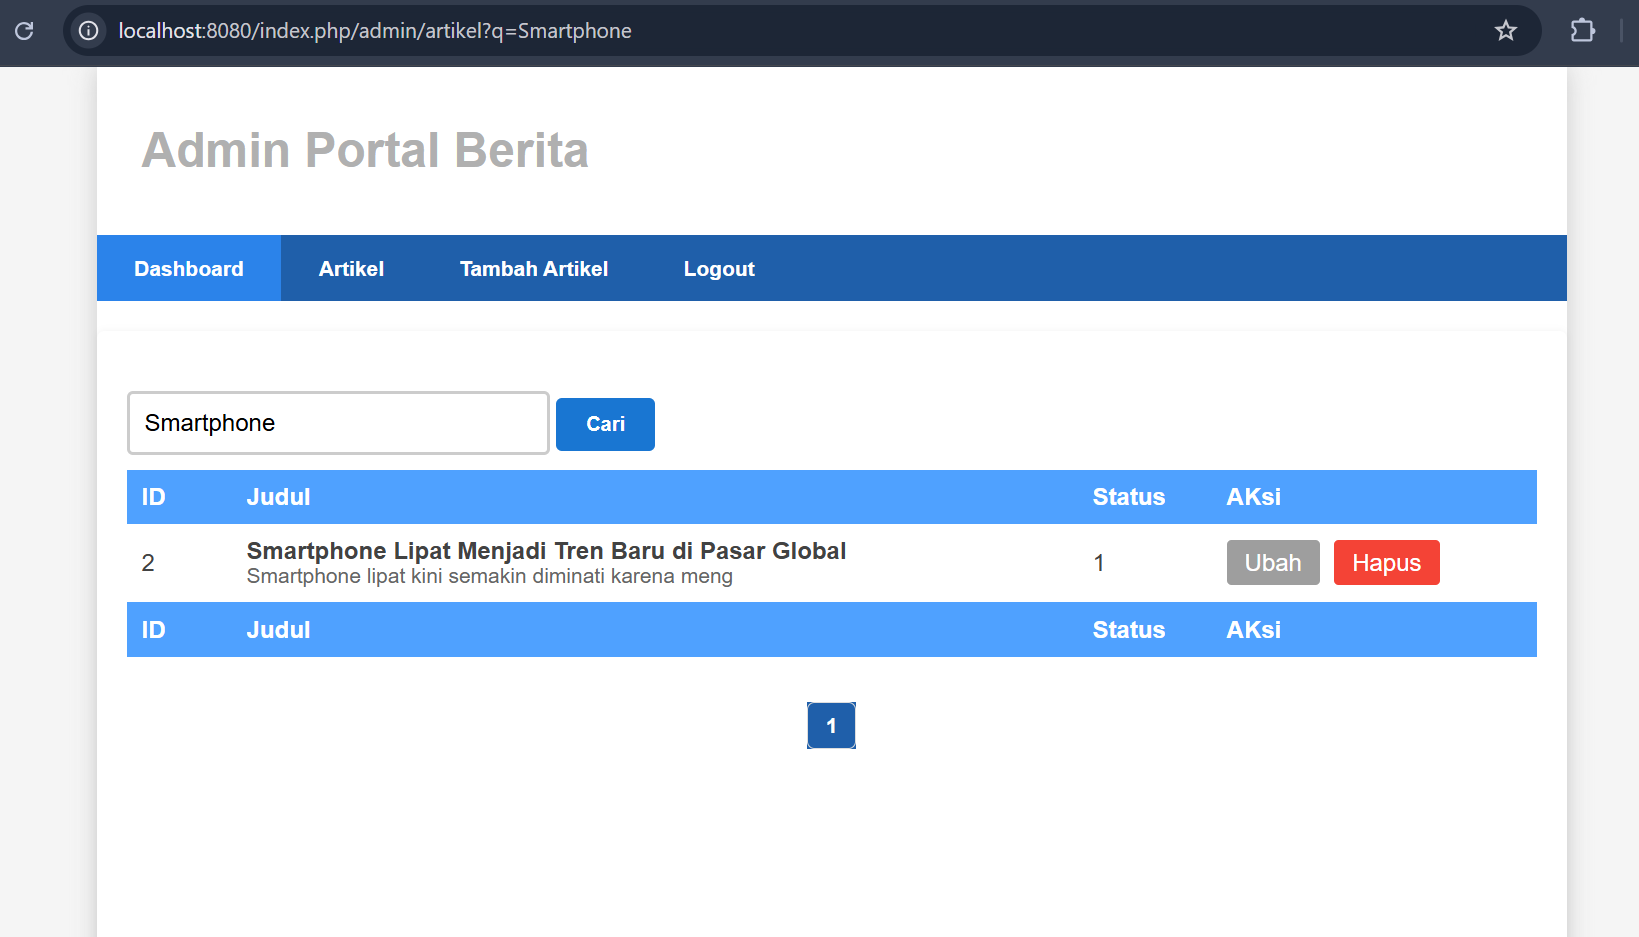 localhost:8080/index.php/admin/artikel?q=Smartphone
Admin Portal Berita
Dashboard Artikel Tambah Artikel Logout
Smartphone Cari
ID Judul Status AKsi
2 Smartphone Lipat Menjadi Tren Baru di Pasar Global 1 Ubah Hapus
Smartphone lipat kini semakin diminati karena meng
ID Judul Status AKsi
1